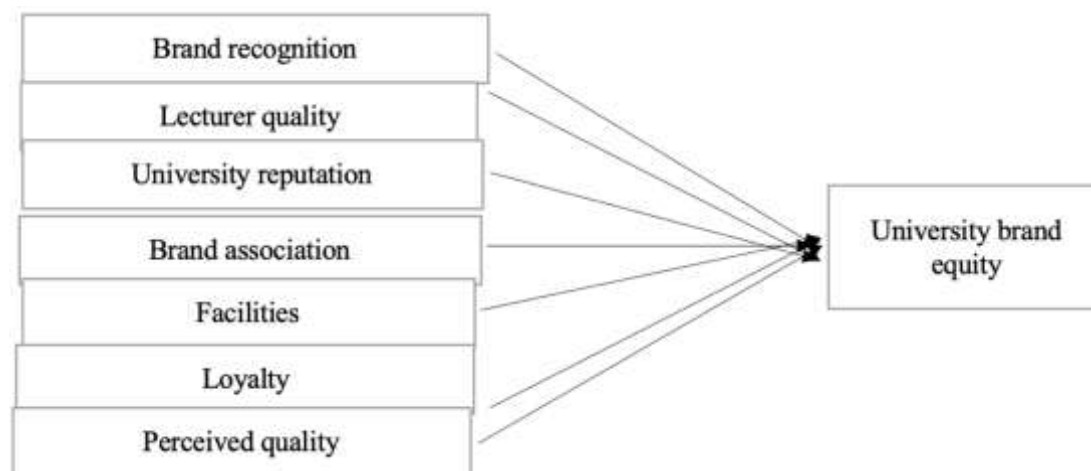 Brand recognition
Lecturer quality
University reputation
Brand association
Facilities
Loyalty
Perceived quality
University brand
equity